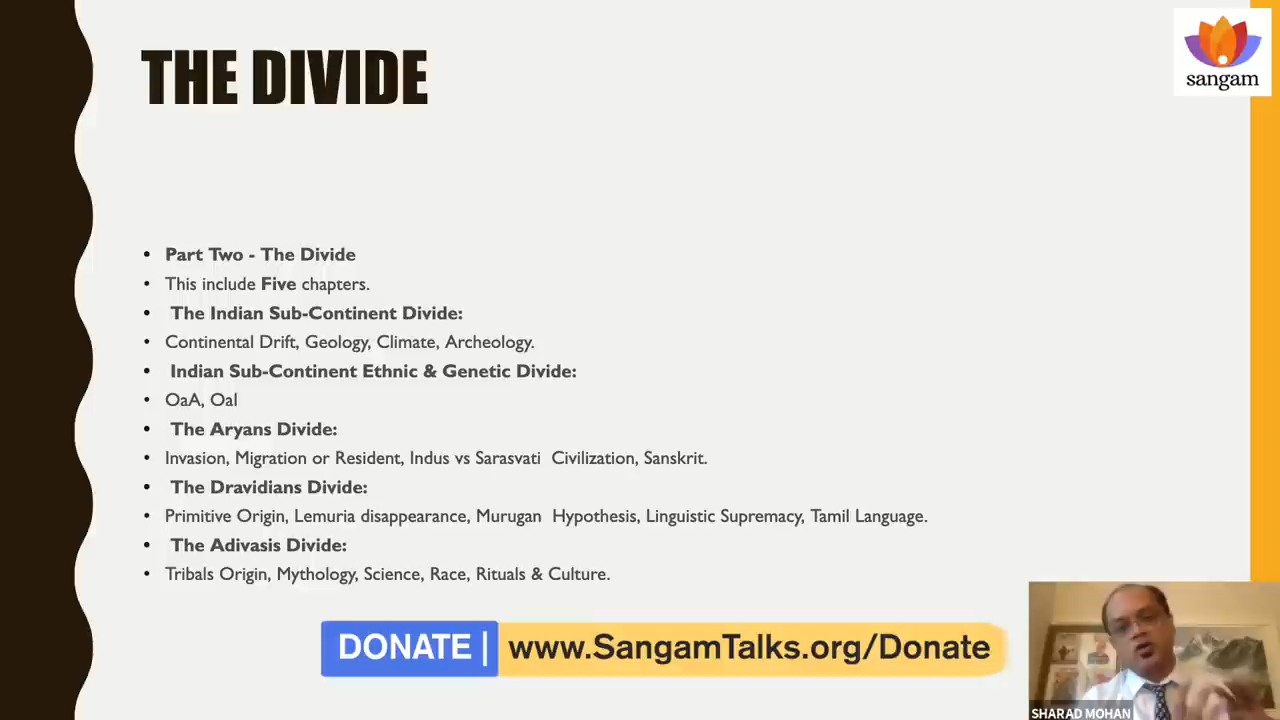 THE DIVIDE
sangam
• Part Two - The Divide
• This include Five chapters.
• The Indian Sub-Continent Divide:
• Continental Drift, Geology, Climate, Archeology.
• Indian Sub-Continent Ethnic & Genetic Divide:
• OaA, OaI
• The Aryans Divide:
• Invasion, Migration or Resident, Indus vs Sarasvati Civilization, Sanskrit.
• The Dravidians Divide:
• Primitive Origin, Lemuria disappearance, Murugan Hypothesis, Linguistic Supremacy, Tamil Language.
• The Adivasis Divide:
• Tribals Origin, Mythology, Science, Race, Rituals & Culture.
DONATE | www.SangamTalks.org/Donate
SHARAD MOHAN